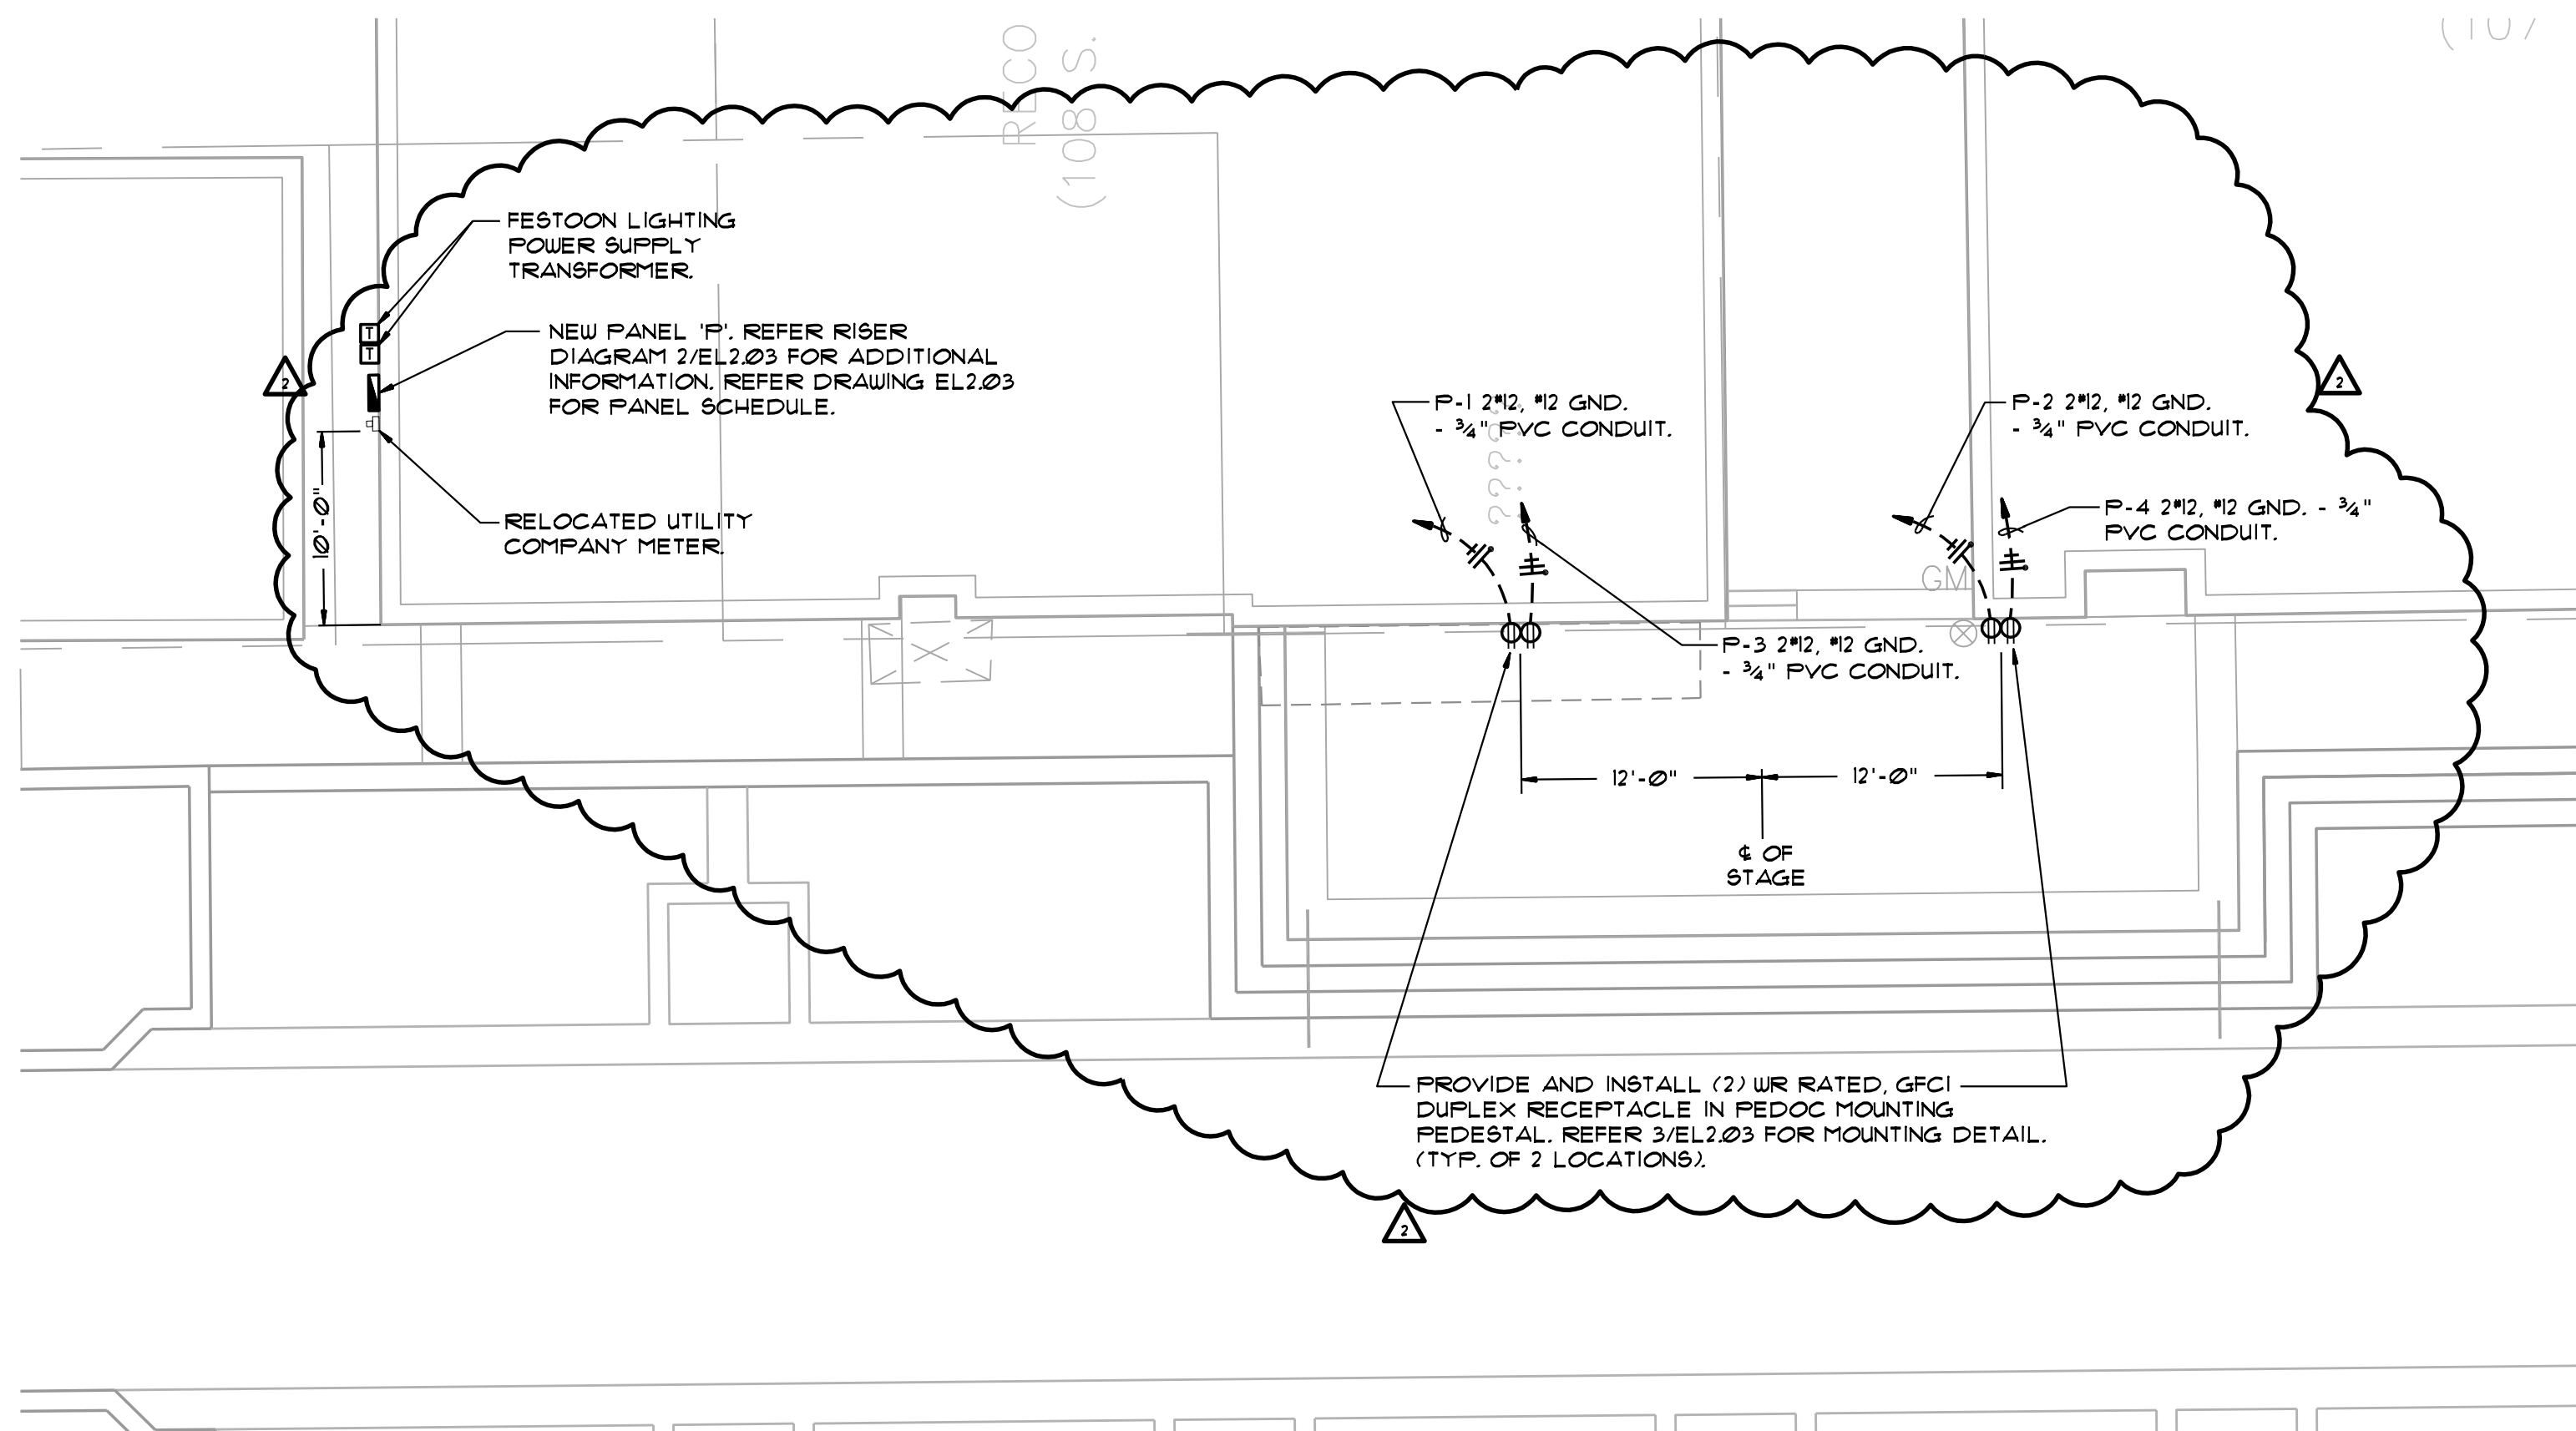 (107
RECO
(108 S.
FESTOON LIGHTING
POWER SUPPLY
TRANSFORMER.
T
T
NEW PANEL 'P'. REFER RISER
DIAGRAM 2/EL2.03 FOR ADDITIONAL
INFORMATION. REFER DRAWING EL2.03
FOR PANEL SCHEDULE.
2
2
P-1 2#12, #12 GND.
- 3/4" PVC CONDUIT.
P-2 2#12, #12 GND.
- 3/4" PVC CONDUIT.
????.?.
10'-0"
RELOCATED UTILITY
COMPANY METER.
P-4 2#12, #12 GND. - 3/4"
PVC CONDUIT.
GM
P-3 2#12, #12 GND.
- 3/4" PVC CONDUIT.
12'-0"
12'-0"
℄ OF
STAGE
PROVIDE AND INSTALL (2) WR RATED, GFCI
DUPLEX RECEPTACLE IN PEDOC MOUNTING
PEDESTAL. REFER 3/EL2.03 FOR MOUNTING DETAIL.
(TYP. OF 2 LOCATIONS).
2